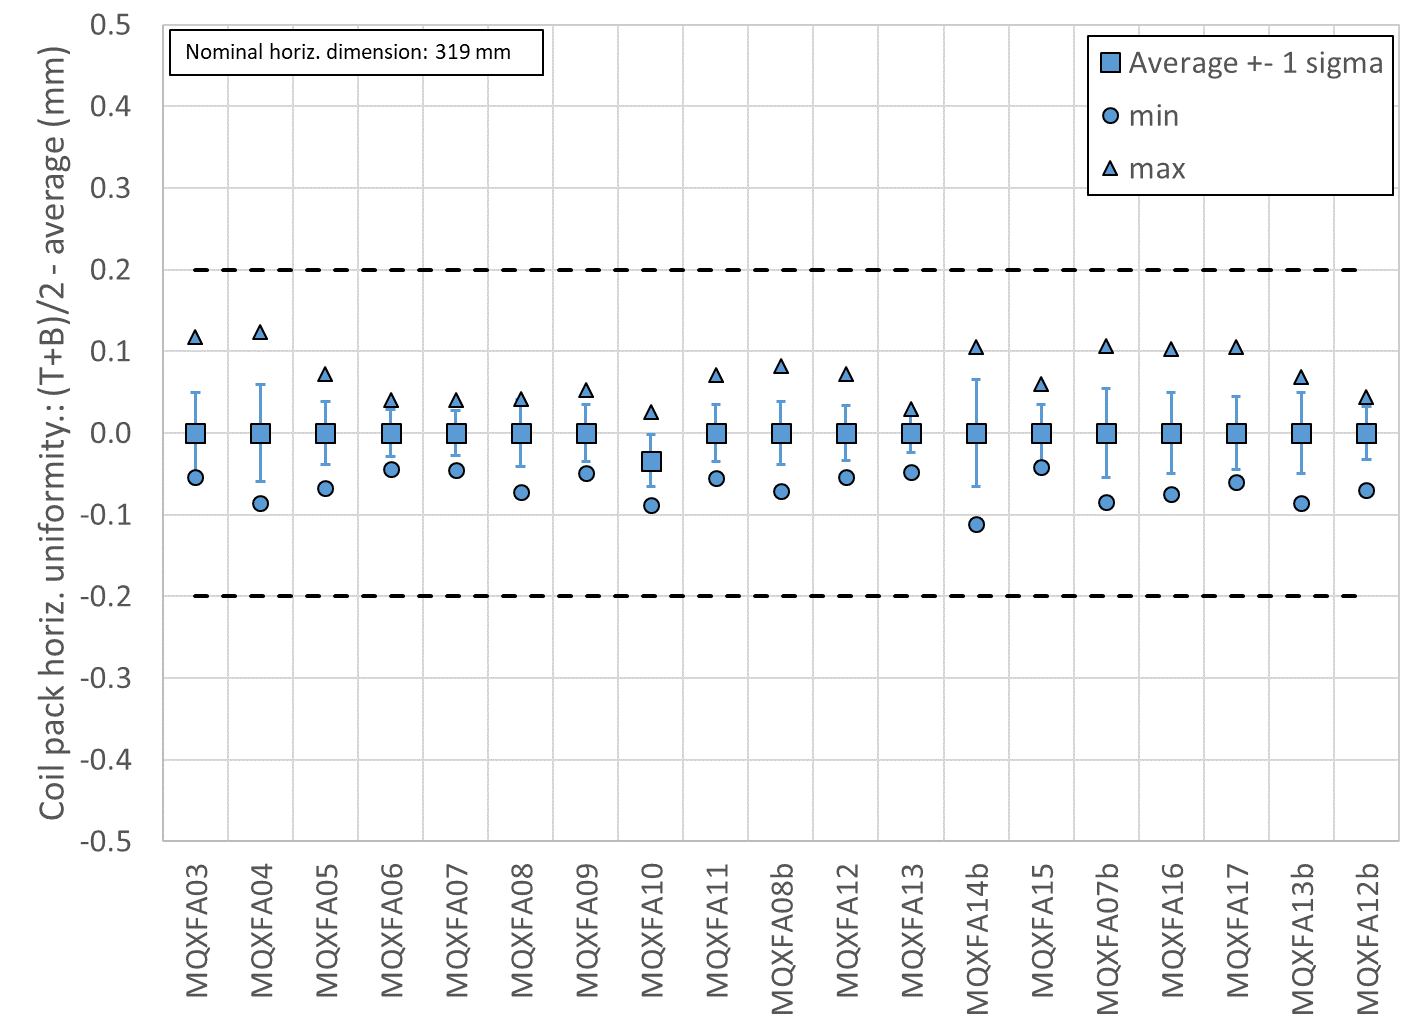 Coil pack horiz. uniformity.: (T+B)/2 - average (mm)
0.5
0.4
0.3
0.2
0.1
0.0
-0.1
-0.2
-0.3
-0.4
-0.5
Nominal horiz. dimension: 319 mm
Average +- 1 sigma
min
max
MQXFA03
MQXFA04
MQXFA05
MQXFA06
MQXFA07
MQXFA08
MQXFA09
MQXFA10
MQXFA11
MQXFA08b
MQXFA12
MQXFA13
MQXFA14b
MQXFA15
MQXFA07b
MQXFA16
MQXFA17
MQXFA13b
MQXFA12b